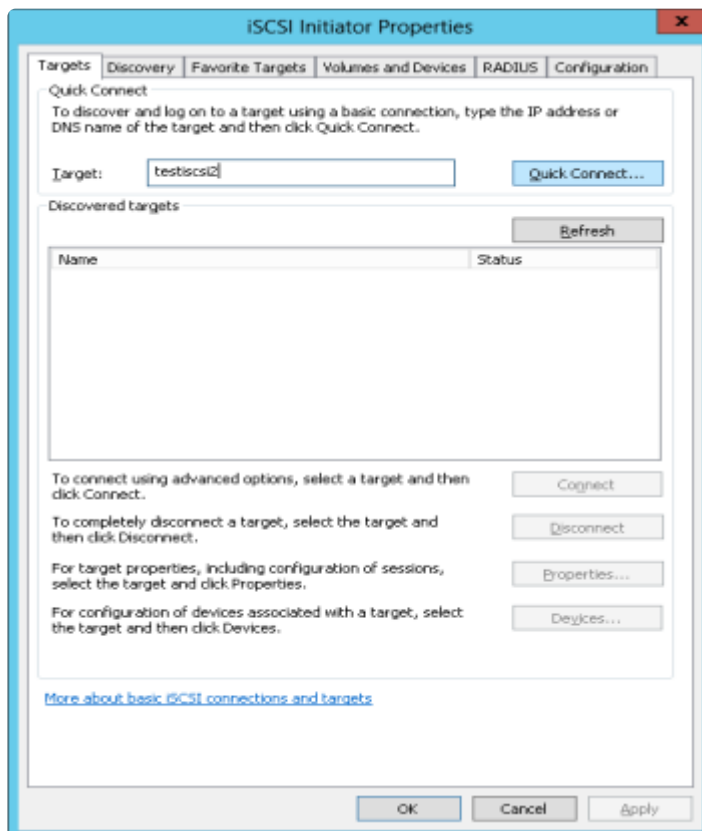 iSCSI Initiator Properties
x
Targets Discovery Favorite Targets Volumes and Devices RADIUS Configuration
Quick Connect
To discover and log on to a target using a basic connection, type the IP address or
DNS name of the target and then click Quick Connect.
Target: testiscsi2 Quick Connect...
Discovered targets
Refresh
Name Status
To connect using advanced options, select a target and then
click Connect.
Connect
To completely disconnect a target, select the target and
then click Disconnect.
Disconnect
For target properties, including configuration of sessions,
select the target and click Properties.
Properties...
For configuration of devices associated with a target, select
the target and then click Devices.
Devices...
More about basic iSCSI connections and targets
OK Cancel Apply